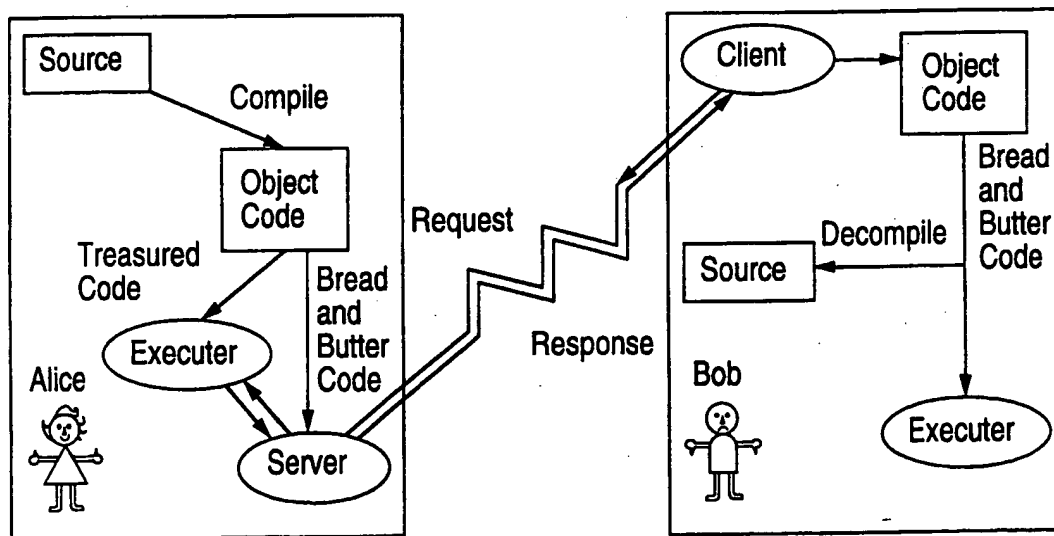 Source
Compile
Object
Code
Treasured
Code
Bread
and
Butter
Code
Executer
Alice
Server
Request
Response
Client
Object
Code
Bread
and
Butter
Code
Decompile
Source
Bob
Executer